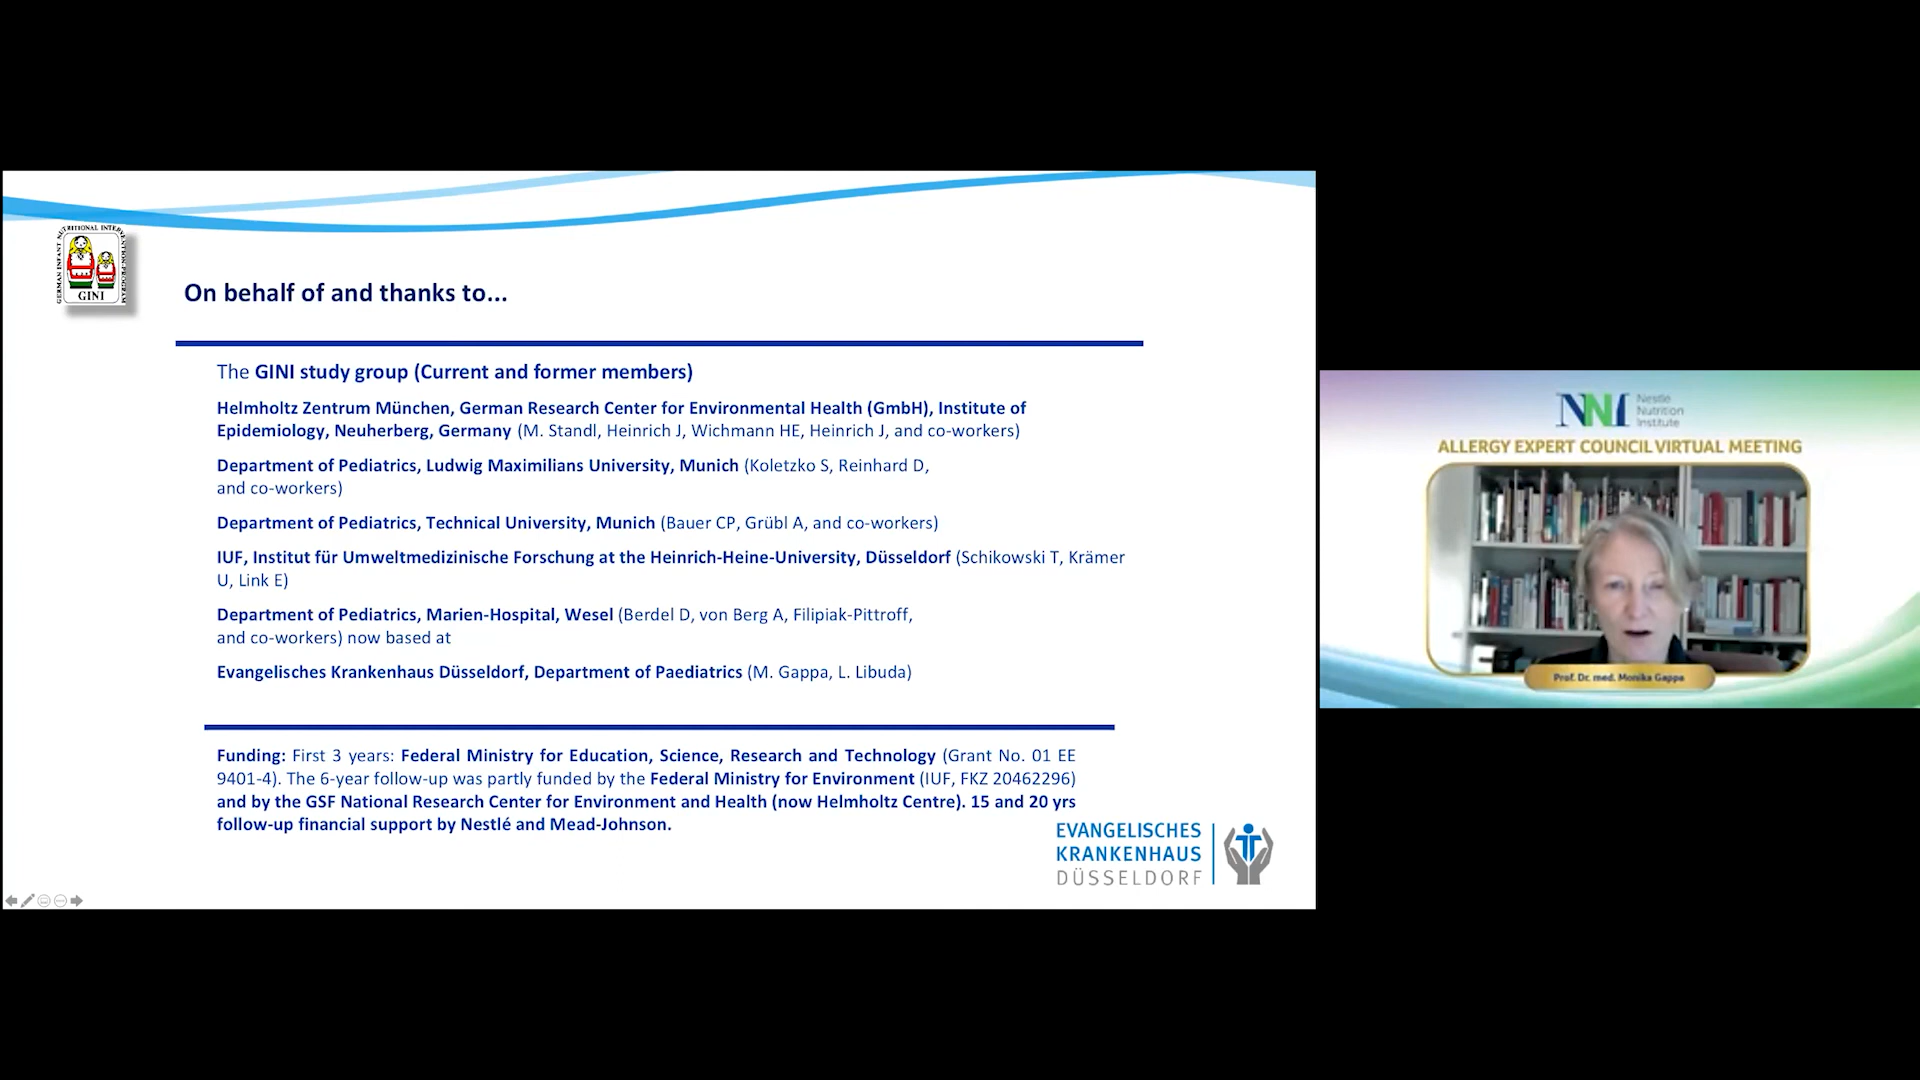 GERMAN INFANT NUTRITIONAL INTERVENTION PROGRAM
GINI
On behalf of and thanks to...
The GINI study group (Current and former members)
Helmholtz Zentrum München, German Research Center for Environmental Health (GmbH), Institute of
Epidemiology, Neuherberg, Germany (M. Standl, Heinrich J, Wichmann HE, Heinrich J, and co-workers)
Department of Pediatrics, Ludwig Maximilians University, Munich (Koletzko S, Reinhard D,
and co-workers)
Department of Pediatrics, Technical University, Munich (Bauer CP, Grübl A, and co-workers)
IUF, Institut für Umweltmedizinische Forschung at the Heinrich-Heine-University, Düsseldorf (Schikowski T, Krämer
U, Link E)
Department of Pediatrics, Marien-Hospital, Wesel (Berdel D, von Berg A, Filipiak-Pittroff,
and co-workers) now based at
Evangelisches Krankenhaus Düsseldorf, Department of Paediatrics (M. Gappa, L. Libuda)
Funding: First 3 years: Federal Ministry for Education, Science, Research and Technology (Grant No. 01 EE
9401-4). The 6-year follow-up was partly funded by the Federal Ministry for Environment (IUF, FKZ 20462296)
and by the GSF National Research Center for Environment and Health (now Helmholtz Centre). 15 and 20 yrs
follow-up financial support by Nestlé and Mead-Johnson.
EVANGELISCHES
KRANKENHAUS
DÜSSELDORF
NNI
Nestlé
Nutrition
Institute
ALLERGY EXPERT COUNCIL VIRTUAL MEETING
Prof. Dr. med. Monika Gappa